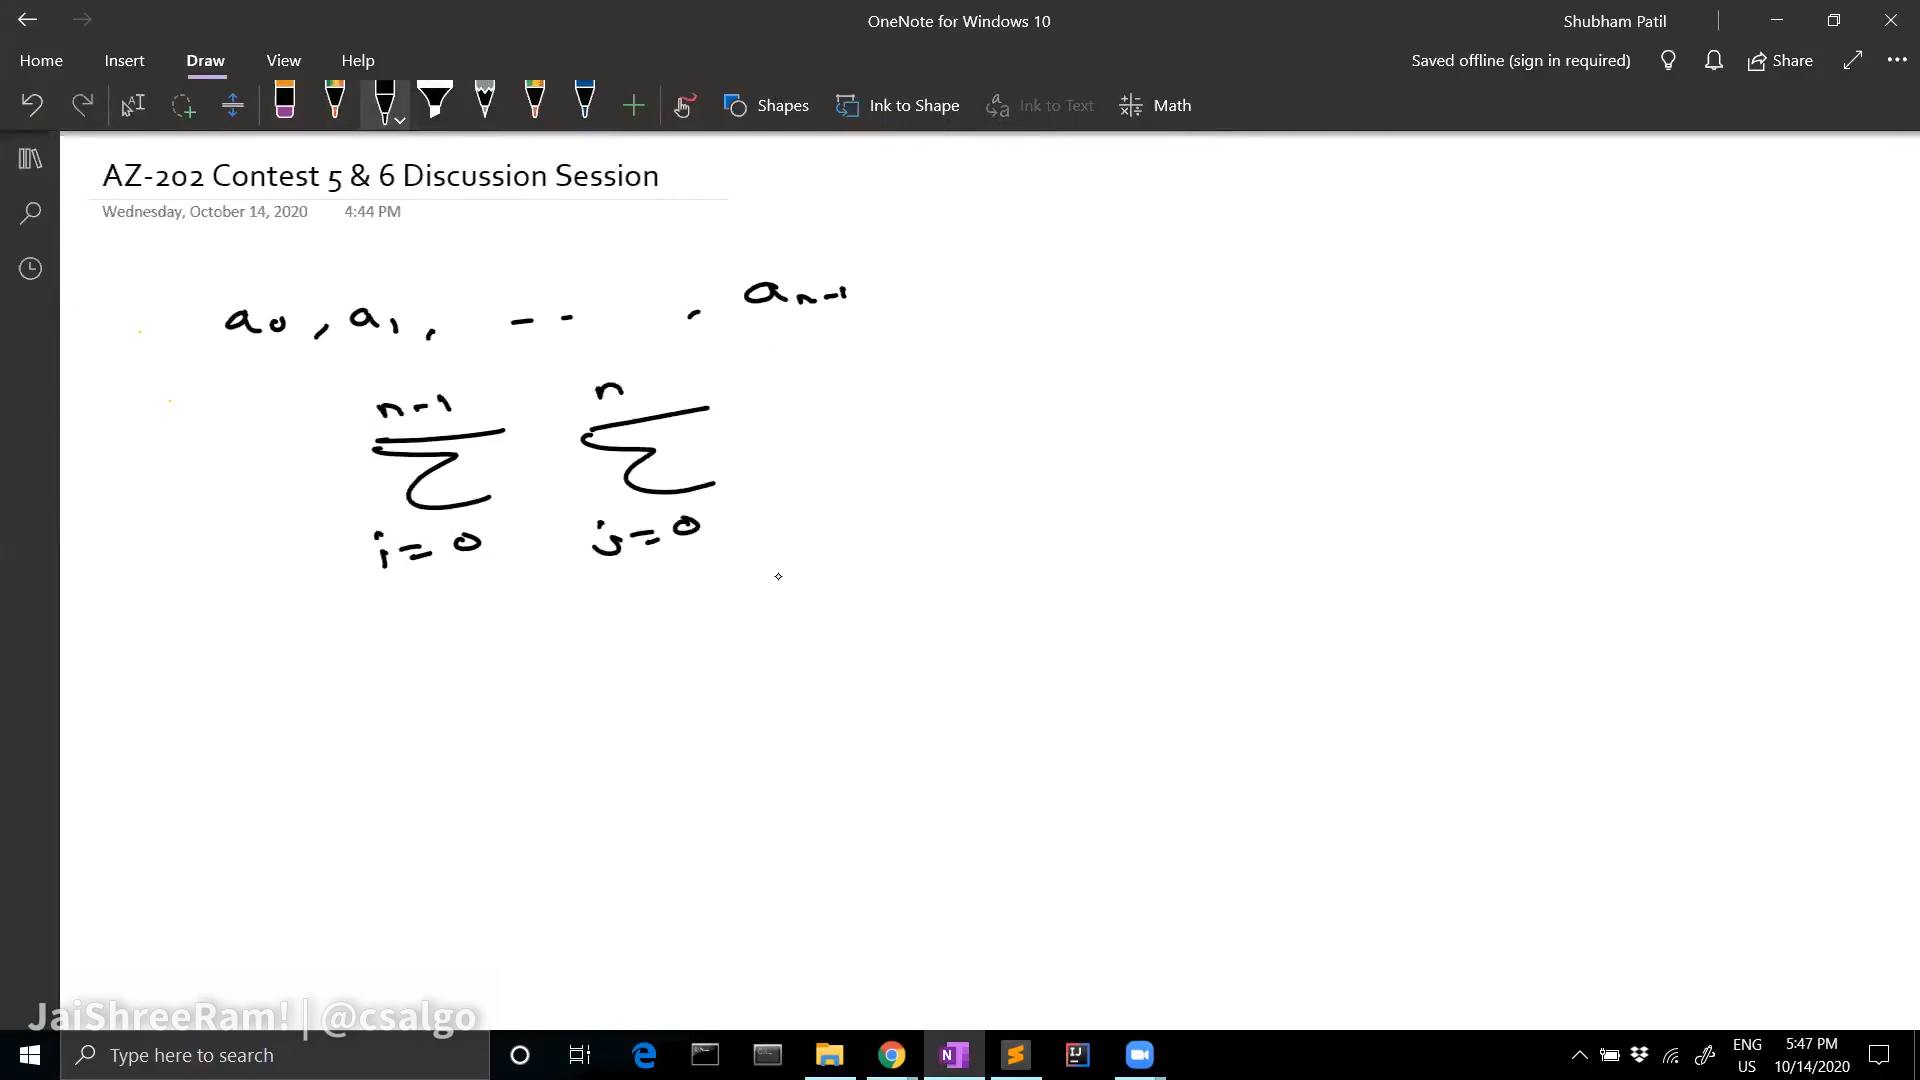 OneNote for Windows 10
Shubham Patil
Home Insert Draw View Help
Saved offline (sign in required) Share
Shapes Ink to Shape Ink to Text Math
AZ-202 Contest 5 & 6 Discussion Session
Wednesday, October 14, 2020 4:44 PM
a0, a1, - - . an-1
n-1 n
Σ Σ
i=0 j=0
JaiShreeRam! | @csalgo
Type here to search
ENG 5:47 PM
US 10/14/2020